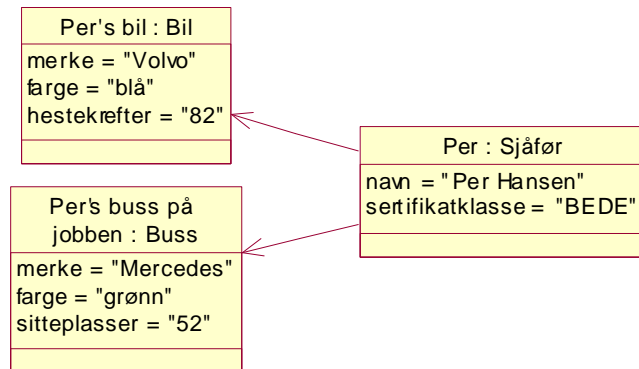 Per's bil : Bil
merke = "Volvo"
farge = "blå"
hestekrefter = "82"
Per : Sjåfør
navn = "Per Hansen"
sertifikatklasse = "BEDE"
Per's buss på
jobben : Buss
merke = "Mercedes"
farge = "grønn"
sitteplasser = "52"